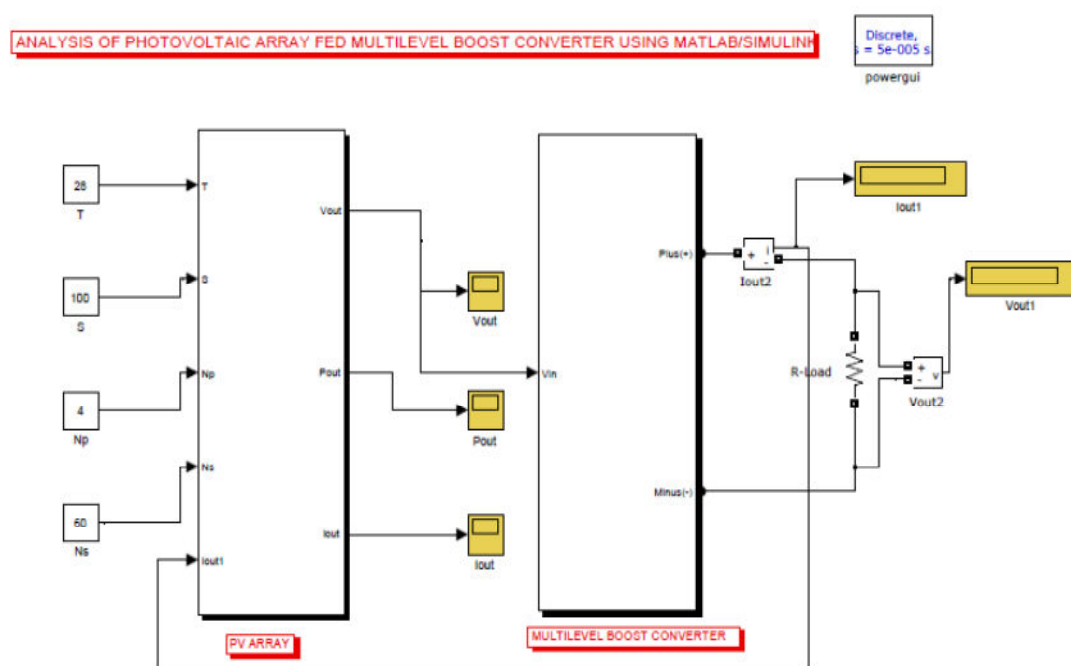 ANALYSIS OF PHOTOVOLTAIC ARRAY FED MULTILEVEL BOOST CONVERTER USING MATLAB/SIMULINK
Discrete,
s = 5e-005 s
powergui
28
T
100
S
4
Np
60
Ns
T
S
Np
Ns
Iout1
Vout
Pout
Iout
PV ARRAY
Vout
Pout
Iout
Vin
Plus(+)
Minus(-)
MULTILEVEL BOOST CONVERTER
+
i
-
Iout2
Iout1
R-Load
+
-
v
Vout2
Vout1